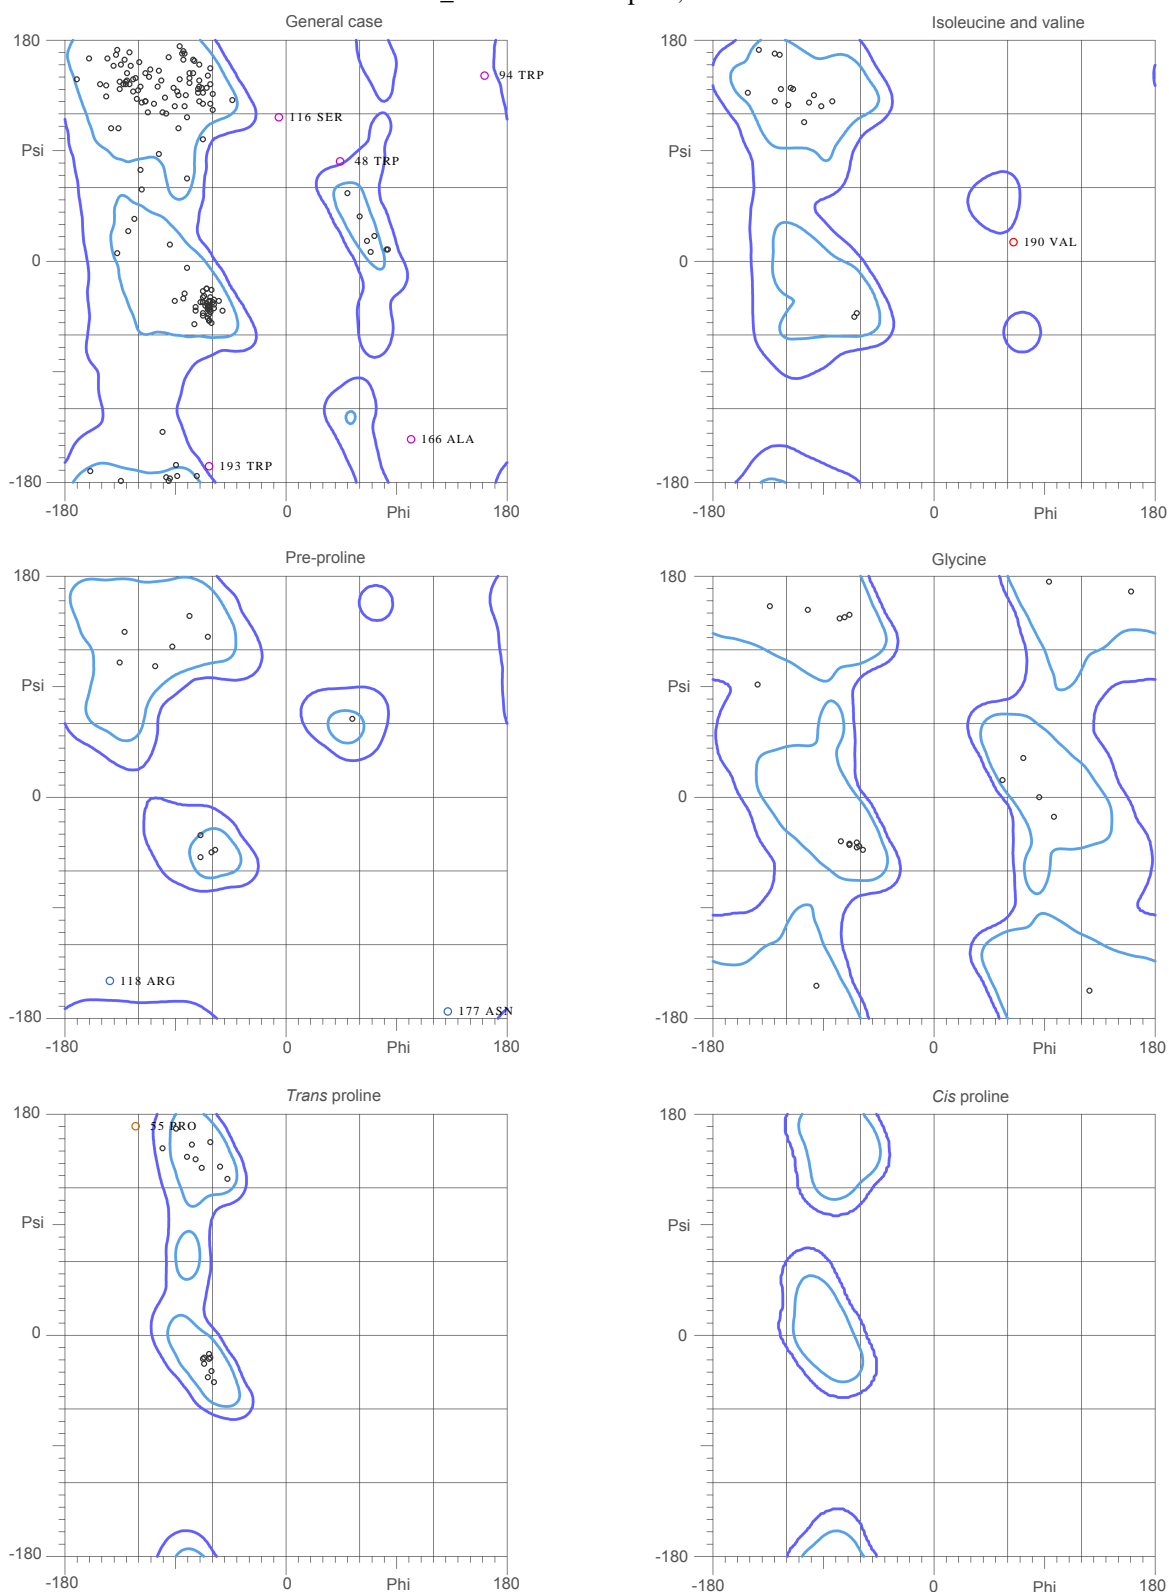 General case
180
Psi
0
-180
-180
0
Phi
180
94 TRP
116 SER
48 TRP
166 ALA
193 TRP
Isoleucine and valine
180
Psi
0
-180
-180
0
Phi
180
190 VAL
Pre-proline
180
Psi
0
-180
-180
0
Phi
180
118 ARG
177 ASN
Glycine
180
Psi
0
-180
-180
0
Phi
180
Trans proline
180
Psi
0
-180
-180
0
Phi
180
55 PRO
Cis proline
180
Psi
0
-180
-180
0
Phi
180